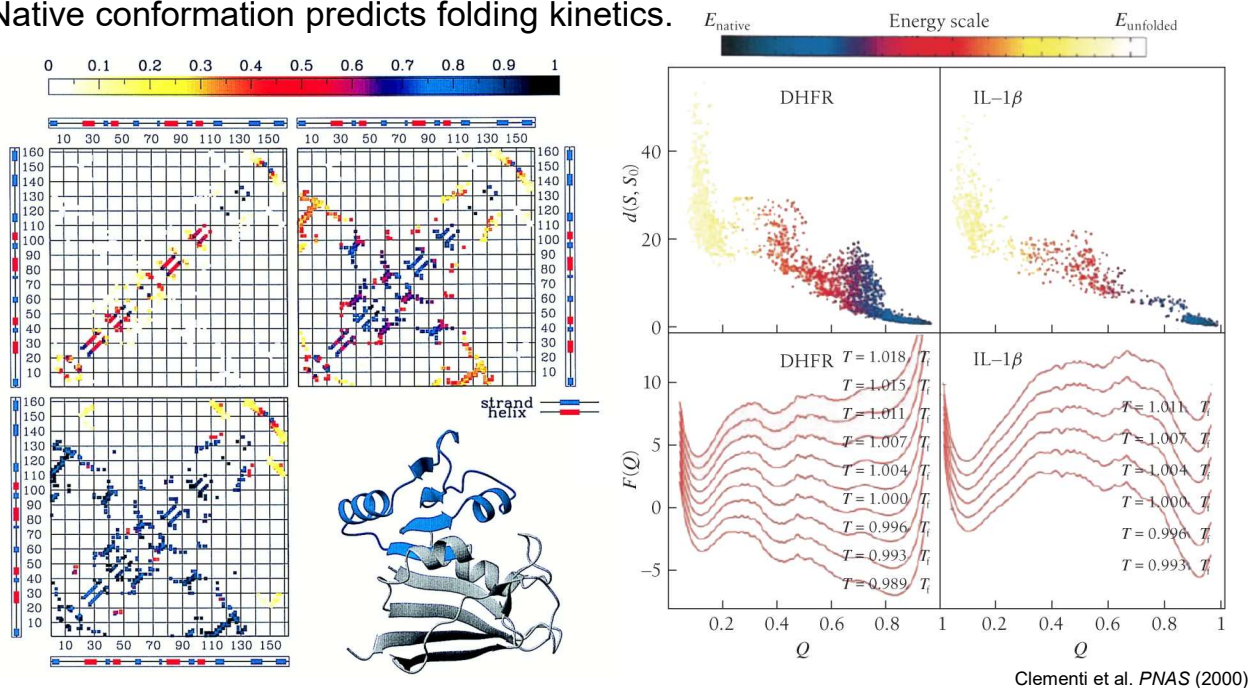 Native conformation predicts folding kinetics.
0 0.1 0.2 0.3 0.4 0.5 0.6 0.7 0.8 0.9 1
10 30 50 70 90 110 130 150
10 30 50 70 90 110 130 150
160
150
140
130
120
110
100
90
80
70
60
50
40
30
20
10
160
150
140
130
120
110
100
90
80
70
60
50
40
30
20
10
160
150
140
130
120
110
100
90
80
70
60
50
40
30
20
10
10 30 50 70 90 110 130 150
strand
helix
E_native Energy scale E_unfolded
DHFR IL–1β
d(S, S₀)
40
20
0
DHFR IL–1β
T = 1.018 T_f
T = 1.015 T_f
T = 1.011 T_f
T = 1.007 T_f
T = 1.004 T_f
T = 1.000 T_f
T = 0.996 T_f
T = 0.993 T_f
T = 0.989 T_f
T = 1.011 T_f
T = 1.007 T_f
T = 1.004 T_f
T = 1.000 T_f
T = 0.996 T_f
T = 0.993 T_f
F(Q)
10
5
0
–5
0.2 0.4 0.6 0.8 1 0.2 0.4 0.6 0.8 1
Q Q
Clementi et al. PNAS (2000)